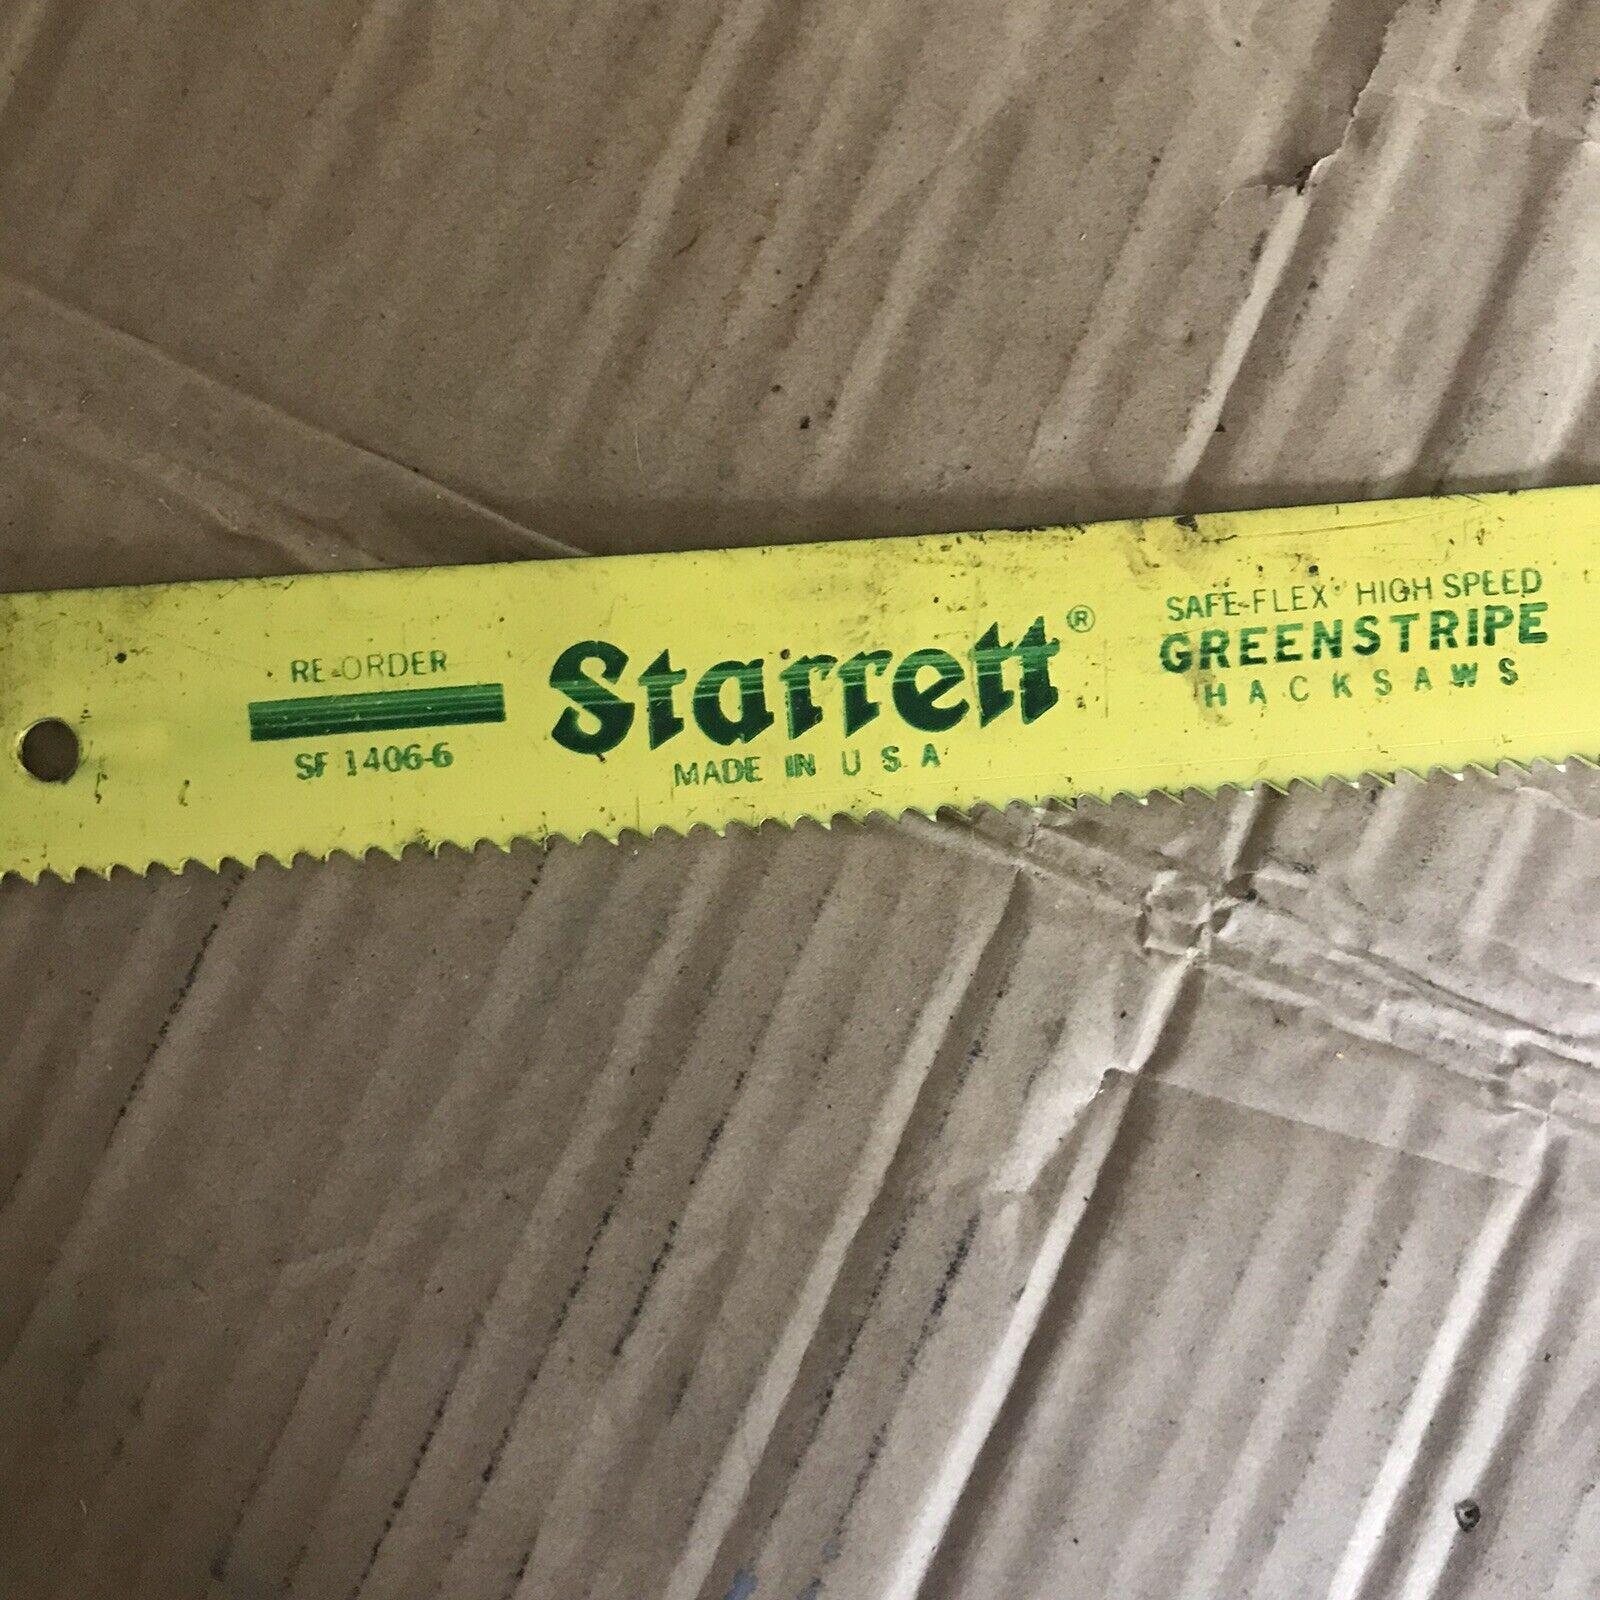 RE-ORDER
SF 1406-6
Starrett®
MADE IN U S A
SAFE-FLEX® HIGH SPEED
GREENSTRIPE
HACKSAWS